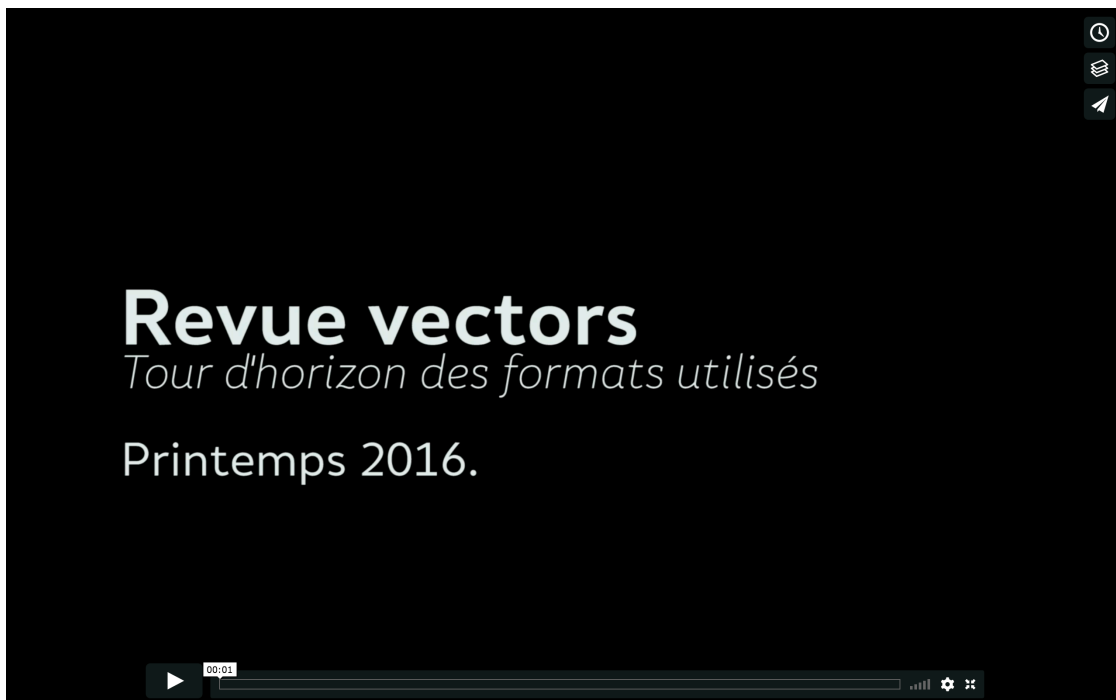 Revue vectors
Tour d'horizon des formats utilisés
Printemps 2016.
00:01